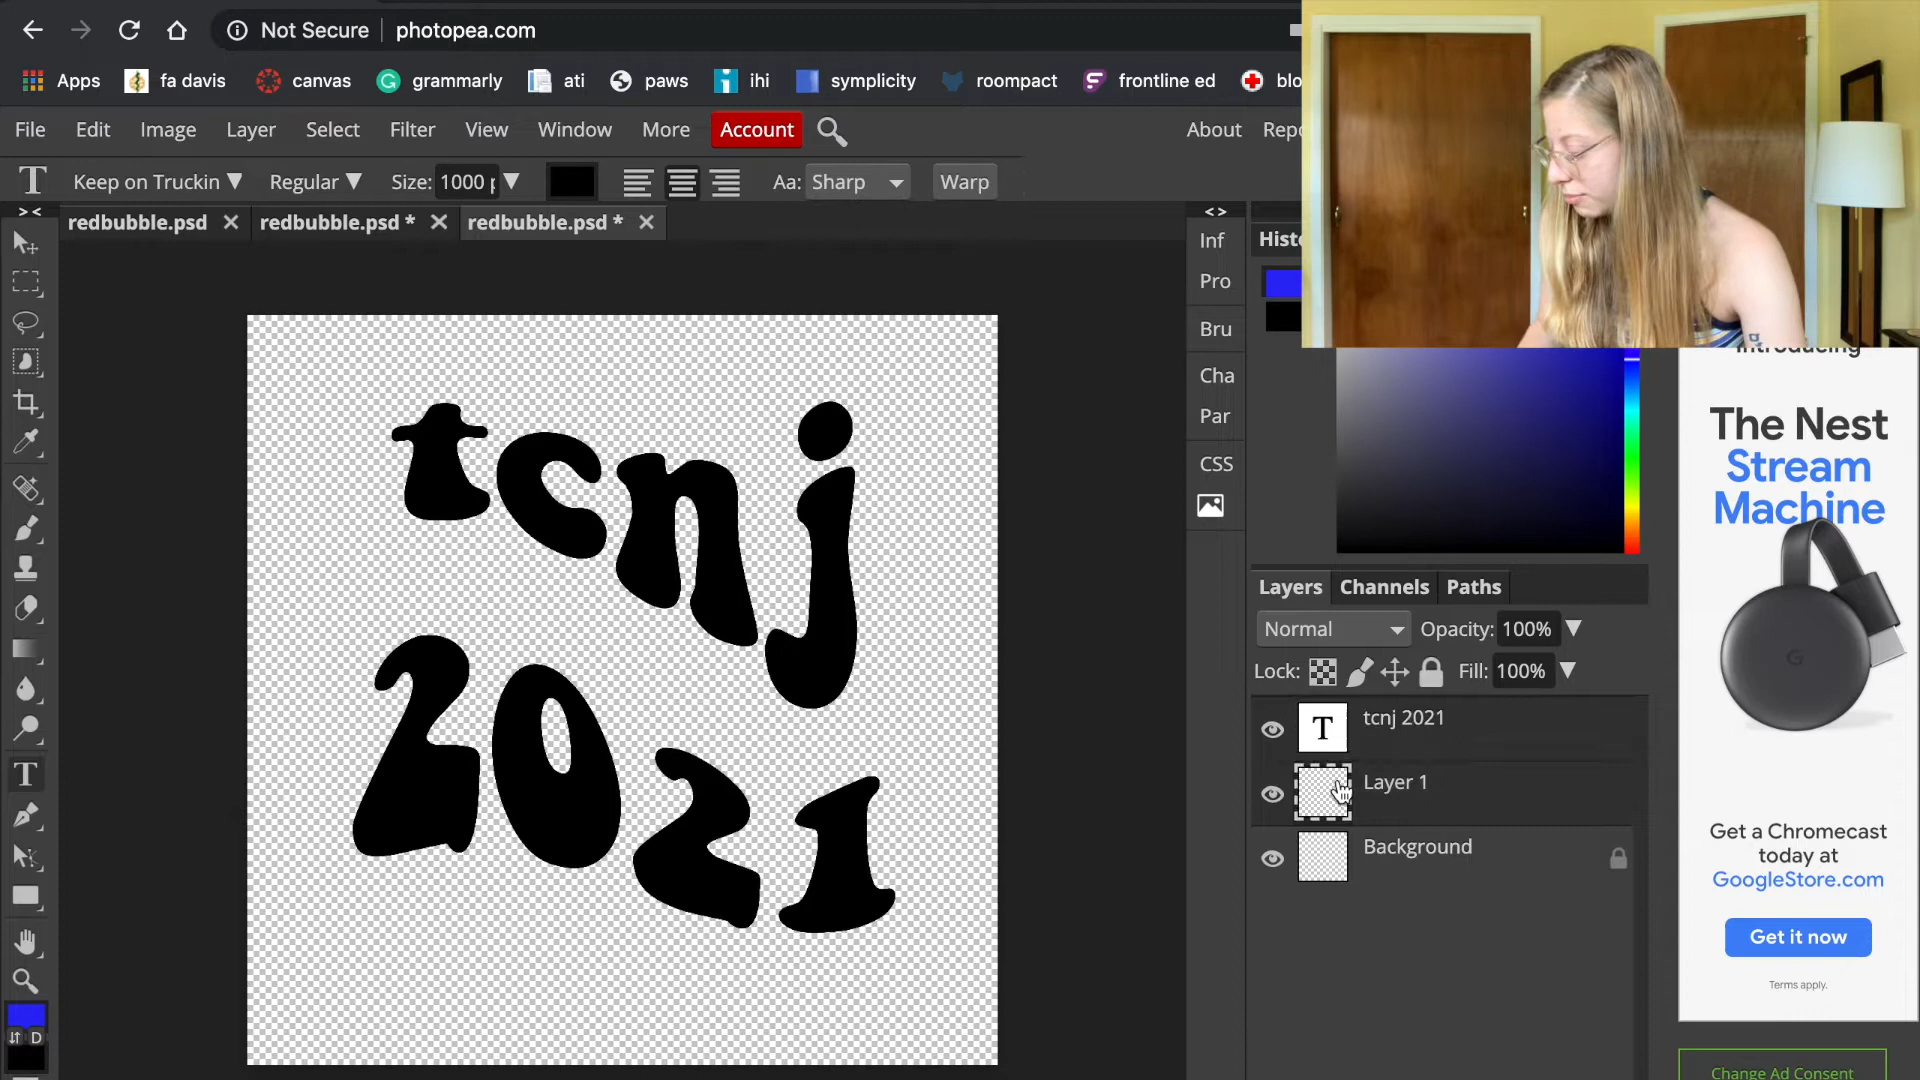 Not Secure photopea.com
Apps fa davis canvas grammarly ati paws ihi symplicity roompact frontline ed blo
File Edit Image Layer Select Filter View Window More Account About Repo
T Keep on Truckin Regular Size: 1000 p Aa: Sharp Warp
redbubble.psd redbubble.psd * redbubble.psd *
Inf
Pro
Bru
Cha
Par
CSS
Histo
tcnj
2021
Layers Channels Paths
Normal Opacity: 100%
Lock: Fill: 100%
T tcnj 2021
Layer 1
Background
T
D
Introducing
The Nest
Stream
Machine
G
Get a Chromecast
today at
GoogleStore.com
Get it now
Terms apply.
Change Ad Consent